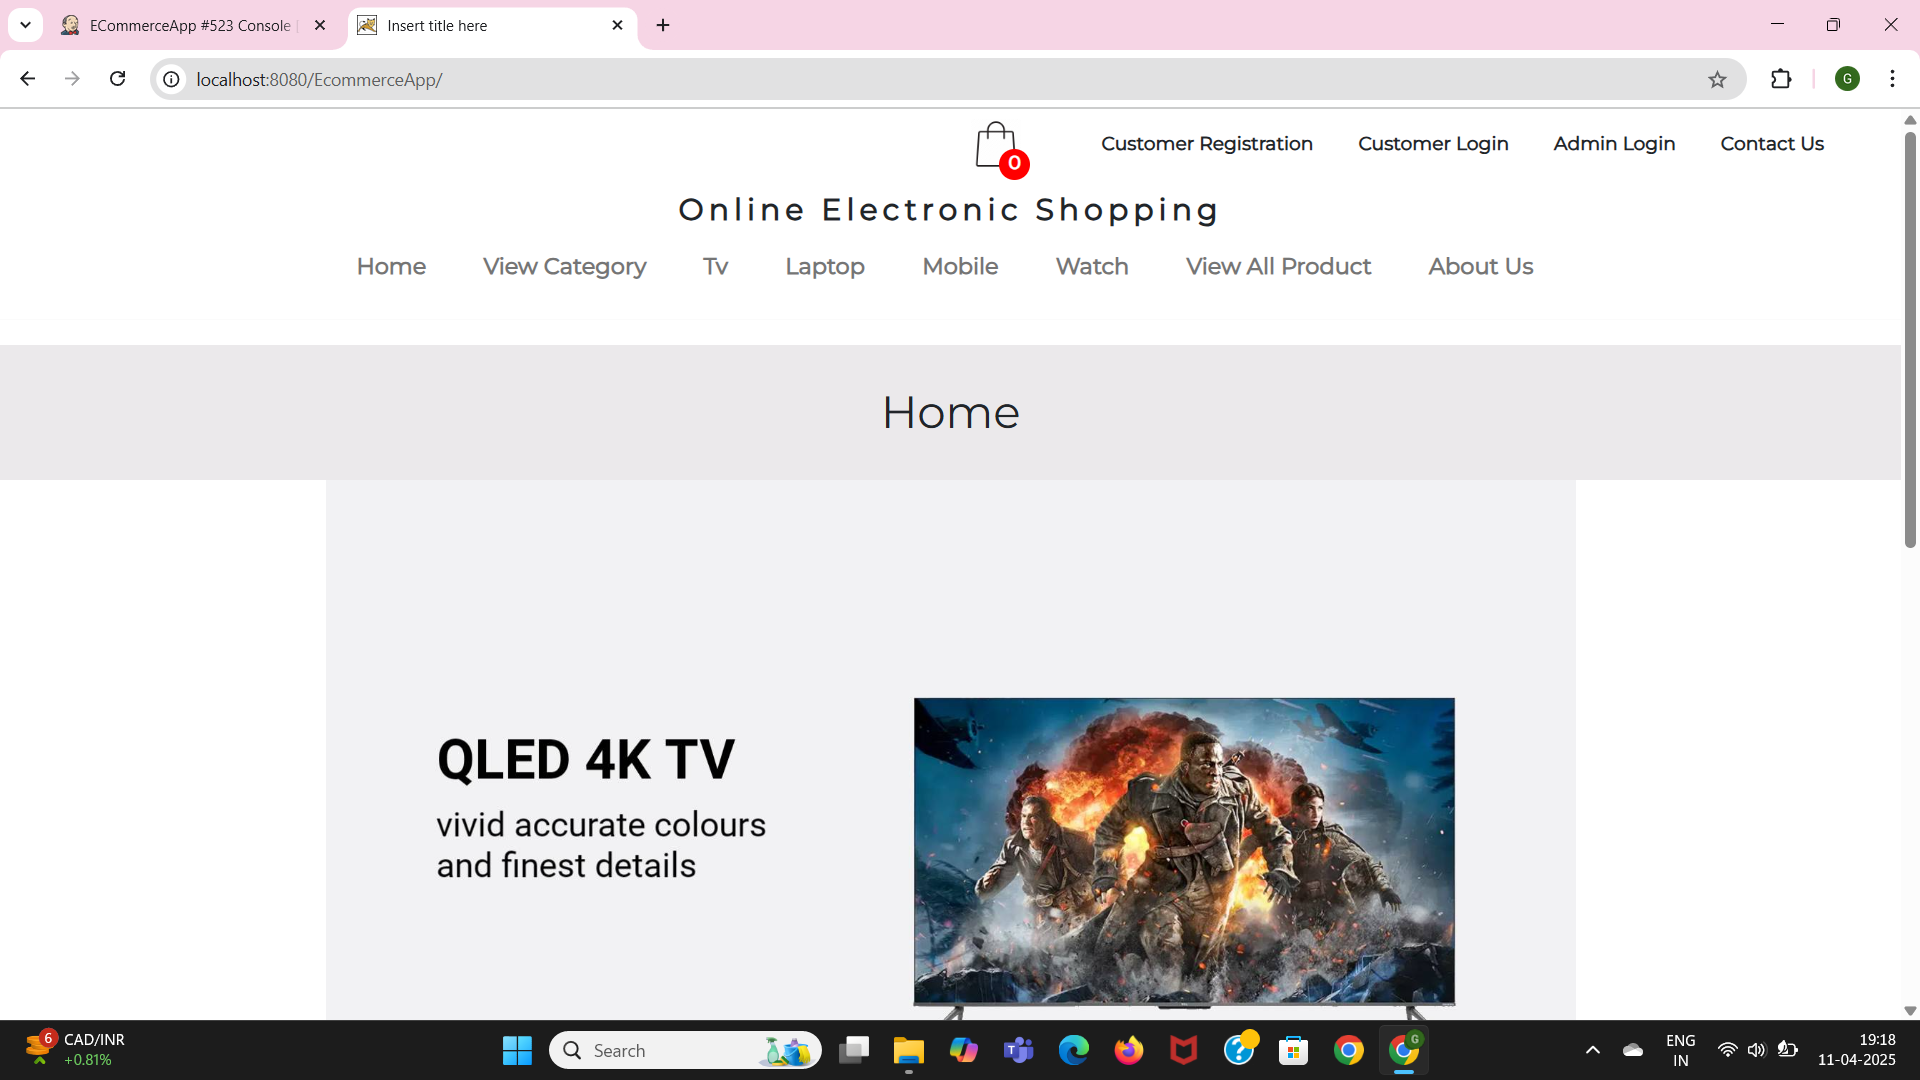 ECommerceApp #523 Console
Insert title here
localhost:8080/EcommerceApp/
G
0
Customer Registration
Customer Login
Admin Login
Contact Us
Online Electronic Shopping
Home
View Category
Tv
Laptop
Mobile
Watch
View All Product
About Us
Home
QLED 4K TV
vivid accurate colours
and finest details
6
CAD/INR
+0.81%
Search
G
ENG
IN
19:18
11-04-2025